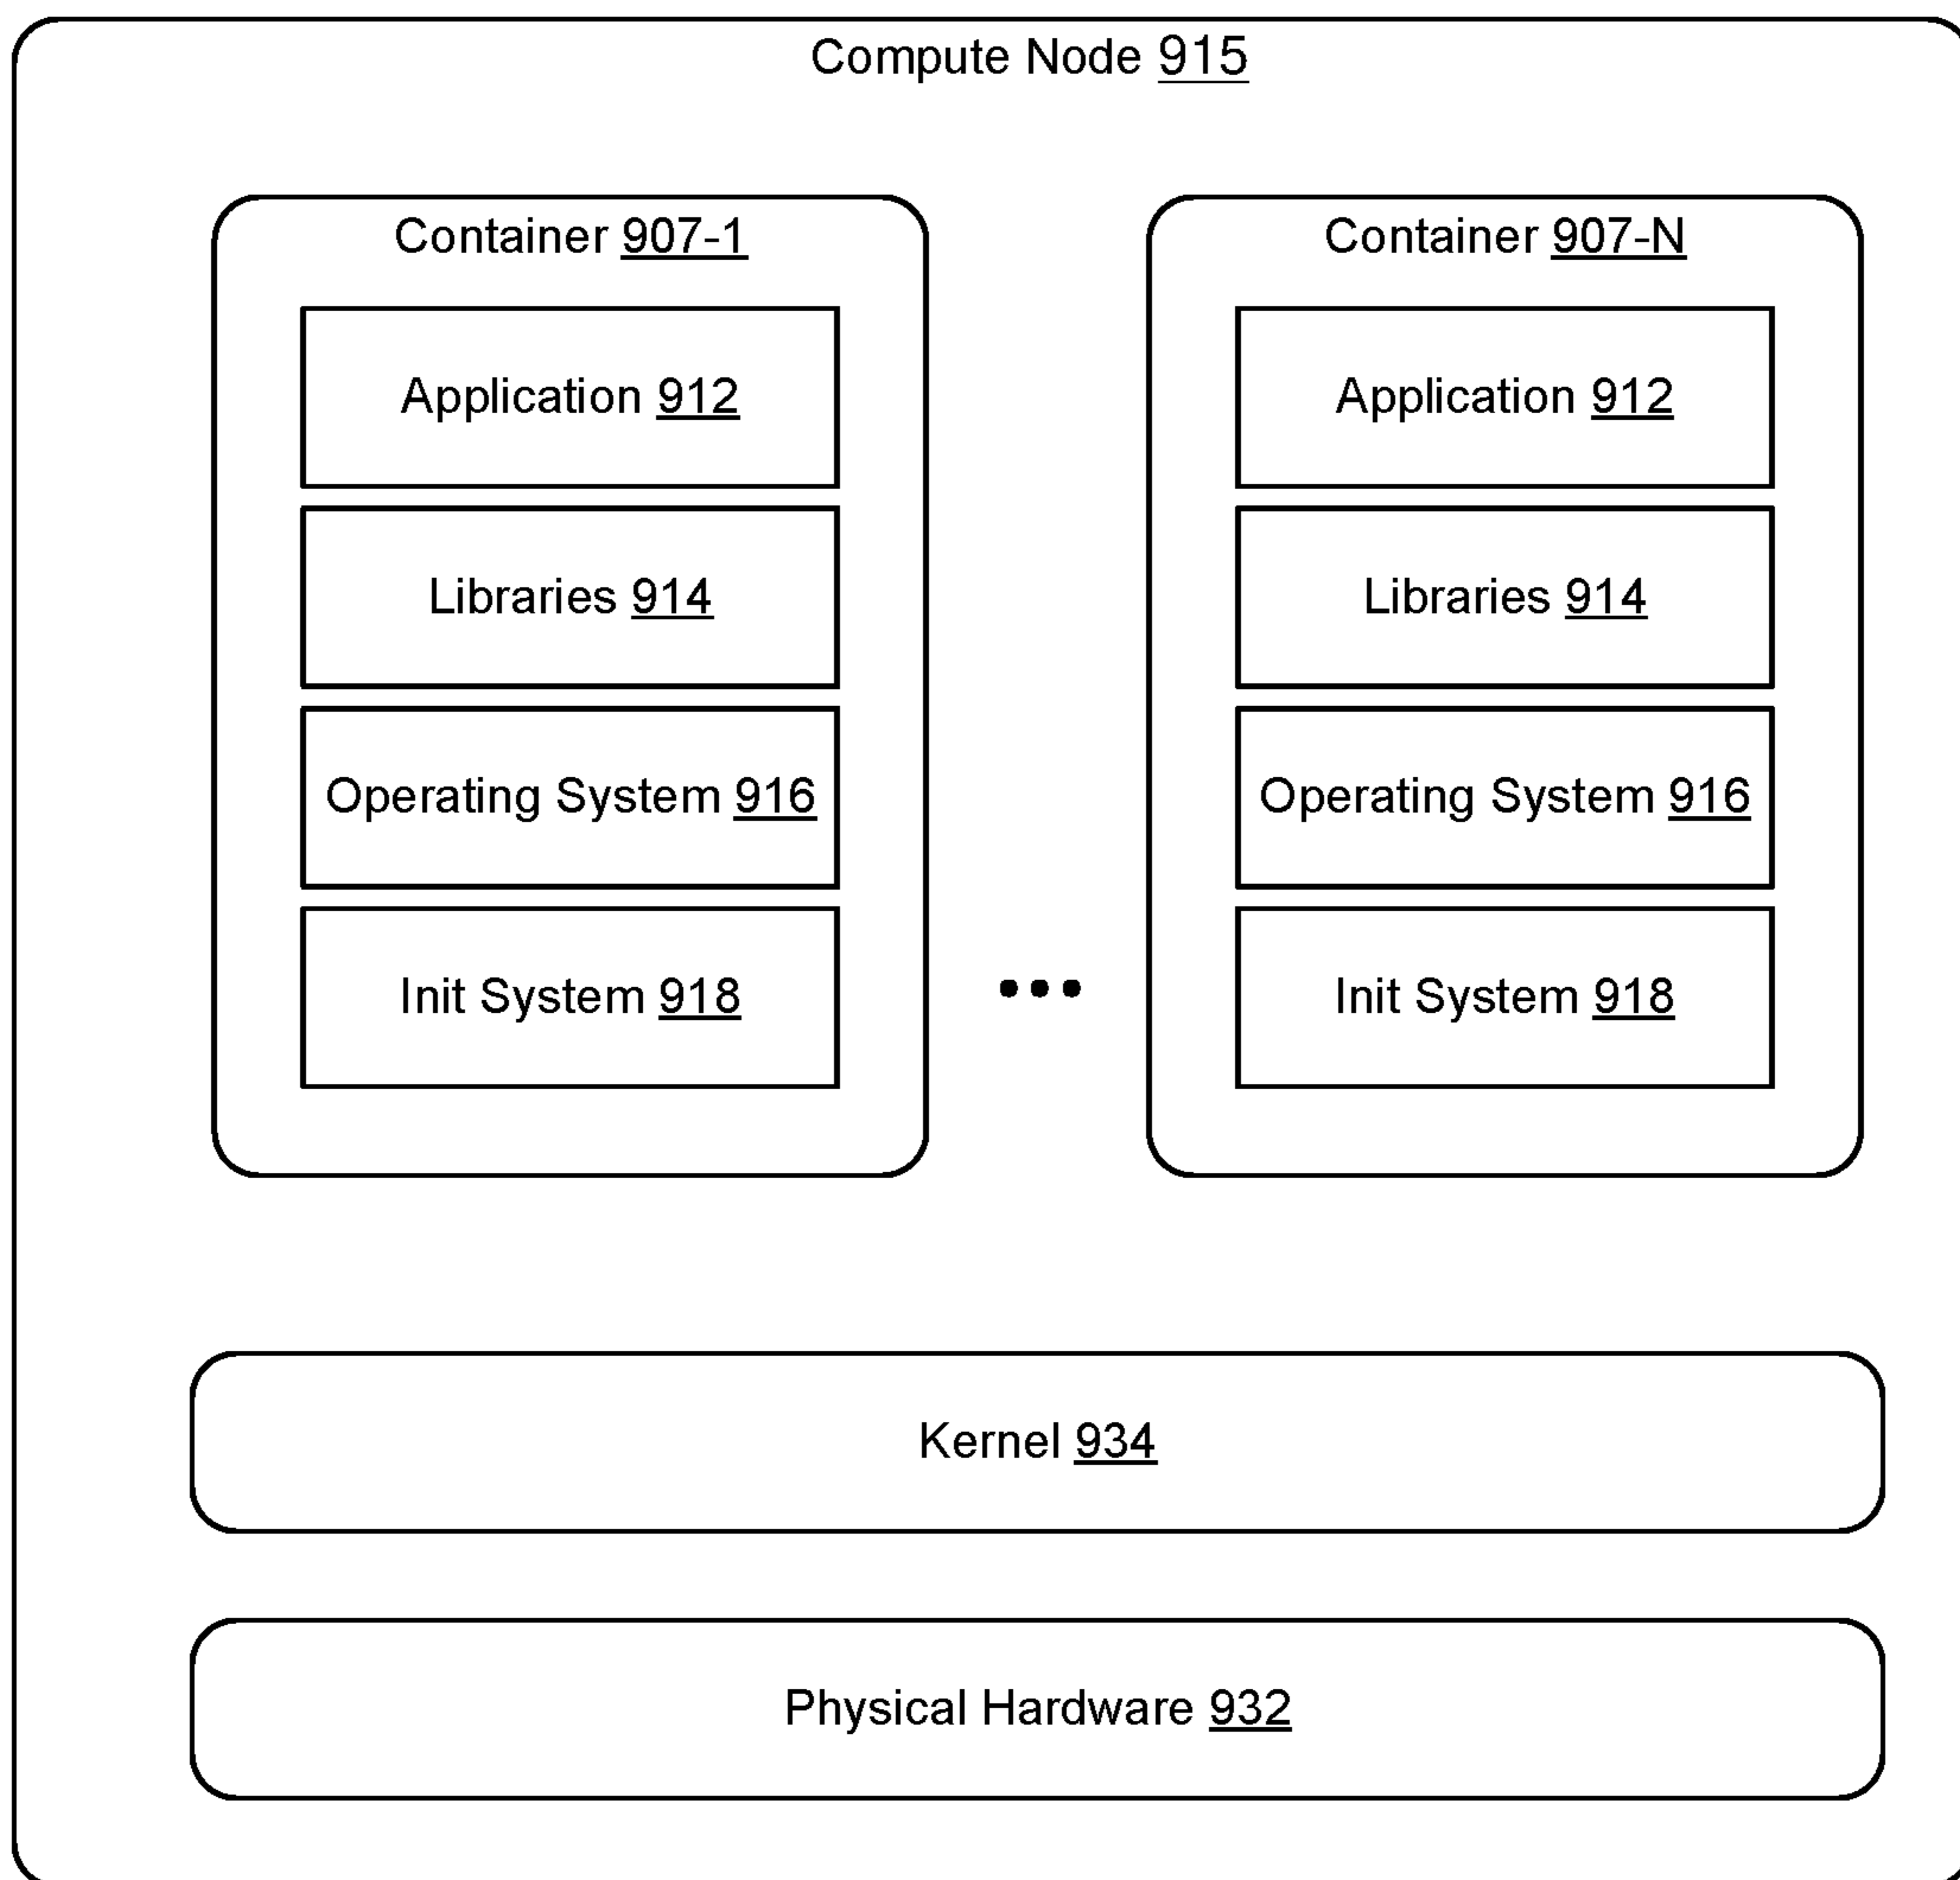 Compute Node 915
Container 907-1
Application 912
Libraries 914
Operating System 916
Init System 918
...
Container 907-N
Application 912
Libraries 914
Operating System 916
Init System 918
Kernel 934
Physical Hardware 932